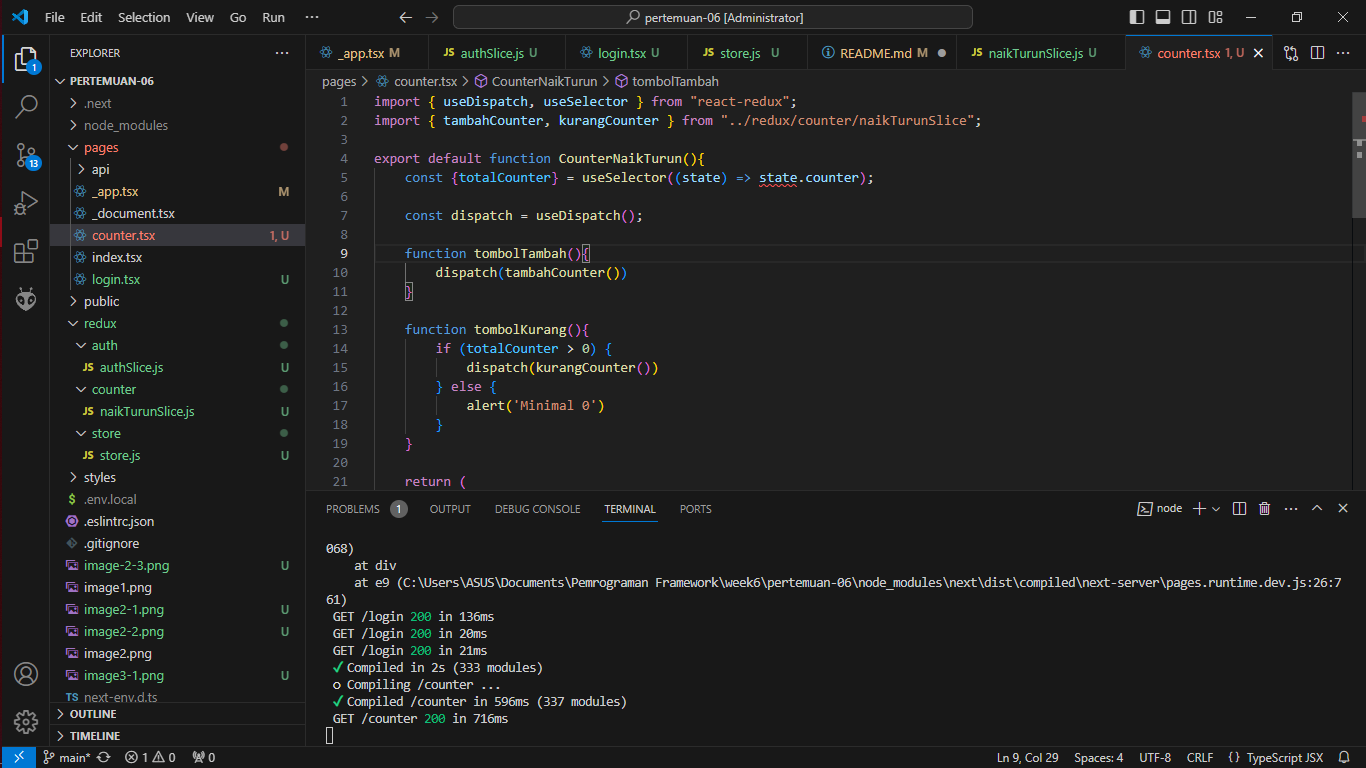 File Edit Selection View Go Run ··· pertemuan-06 [Administrator]
EXPLORER ···
_app.tsx M JS authSlice.js U login.tsx U JS store.js U README.md M JS naikTurunSlice.js U counter.tsx 1, U
PERTEMUAN-06
.next
node_modules
pages
api
_app.tsx M
_document.tsx
counter.tsx 1, U
index.tsx
login.tsx U
public
redux
auth
JS authSlice.js U
counter
JS naikTurunSlice.js U
store
JS store.js U
styles
$ .env.local
.eslintrc.json
.gitignore
image-2-3.png U
image1.png
image2-1.png U
image2-2.png U
image2.png
image3-1.png U
TS next-env.d.ts
OUTLINE
TIMELINE
1
13
pages > counter.tsx > CounterNaikTurun > tombolTambah
1 import { useDispatch, useSelector } from "react-redux";
2 import { tambahCounter, kurangCounter } from "../redux/counter/naikTurunSlice";
3
4 export default function CounterNaikTurun(){
5 const {totalCounter} = useSelector((state) => state.counter);
6
7 const dispatch = useDispatch();
8
9 function tombolTambah(){
10 dispatch(tambahCounter())
11 }
12
13 function tombolKurang(){
14 if (totalCounter > 0) {
15 dispatch(kurangCounter())
16 } else {
17 alert('Minimal 0')
18 }
19 }
20
21 return (
PROBLEMS 1 OUTPUT DEBUG CONSOLE TERMINAL PORTS node
068)
at div
at e9 (C:\Users\ASUS\Documents\Pemrograman Framework\week6\pertemuan-06\node_modules\next\dist\compiled\next-server\pages.runtime.dev.js:26:7
61)
GET /login 200 in 136ms
GET /login 200 in 20ms
GET /login 200 in 21ms
✓ Compiled in 2s (333 modules)
○ Compiling /counter ...
✓ Compiled /counter in 596ms (337 modules)
GET /counter 200 in 716ms
main* 1 0 0 Ln 9, Col 29 Spaces: 4 UTF-8 CRLF {} TypeScript JSX